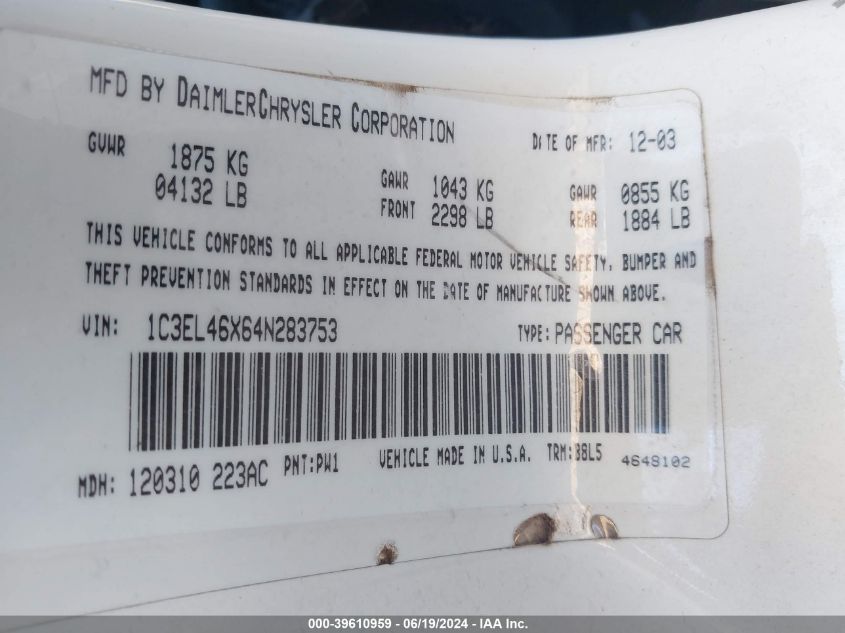 MFD BY DAIMLERCHRYSLER CORPORATION
DATE OF MFR: 12-03
GVWR 1875 KG
04132 LB
GAWR 1043 KG
FRONT 2298 LB
GAWR 0855 KG
REAR 1884 LB
THIS VEHICLE CONFORMS TO ALL APPLICABLE FEDERAL MOTOR VEHICLE SAFETY, BUMPER AND
THEFT PREVENTION STANDARDS IN EFFECT ON THE DATE OF MANUFACTURE SHOWN ABOVE.
VIN: 1C3EL46X64N283753 TYPE: PASSENGER CAR
MDH: 120310 223AC PNT:PW1 VEHICLE MADE IN U.S.A. TRM: 4648102
000-39610959 - 06/19/2024 - IAA Inc.